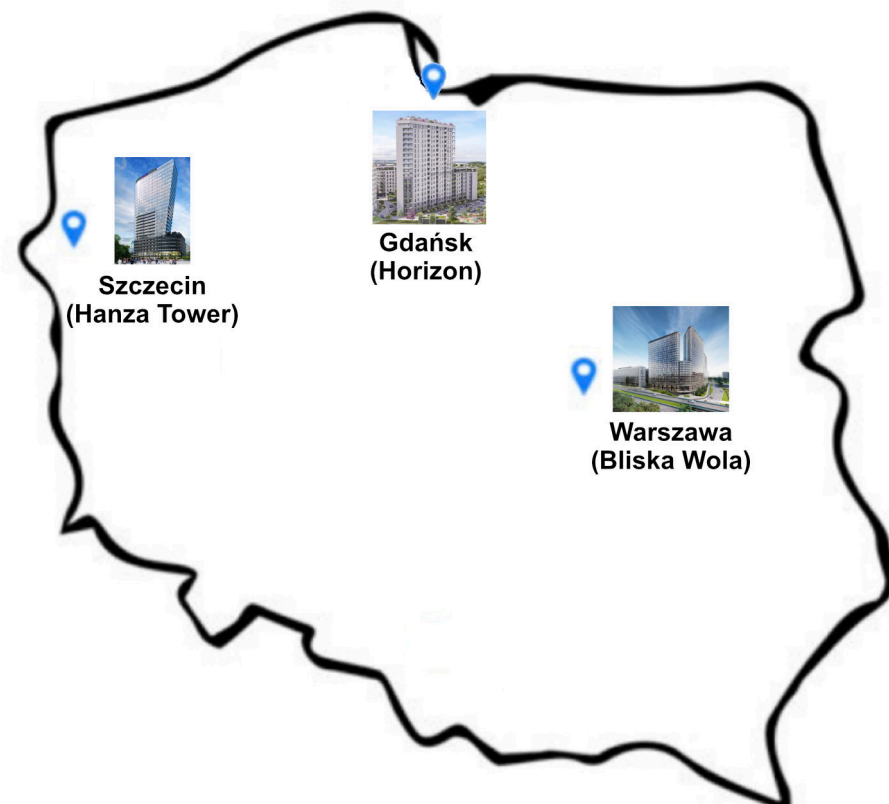 Gdańsk
(Horizon)
Szczecin
(Hanza Tower)
Warszawa
(Bliska Wola)